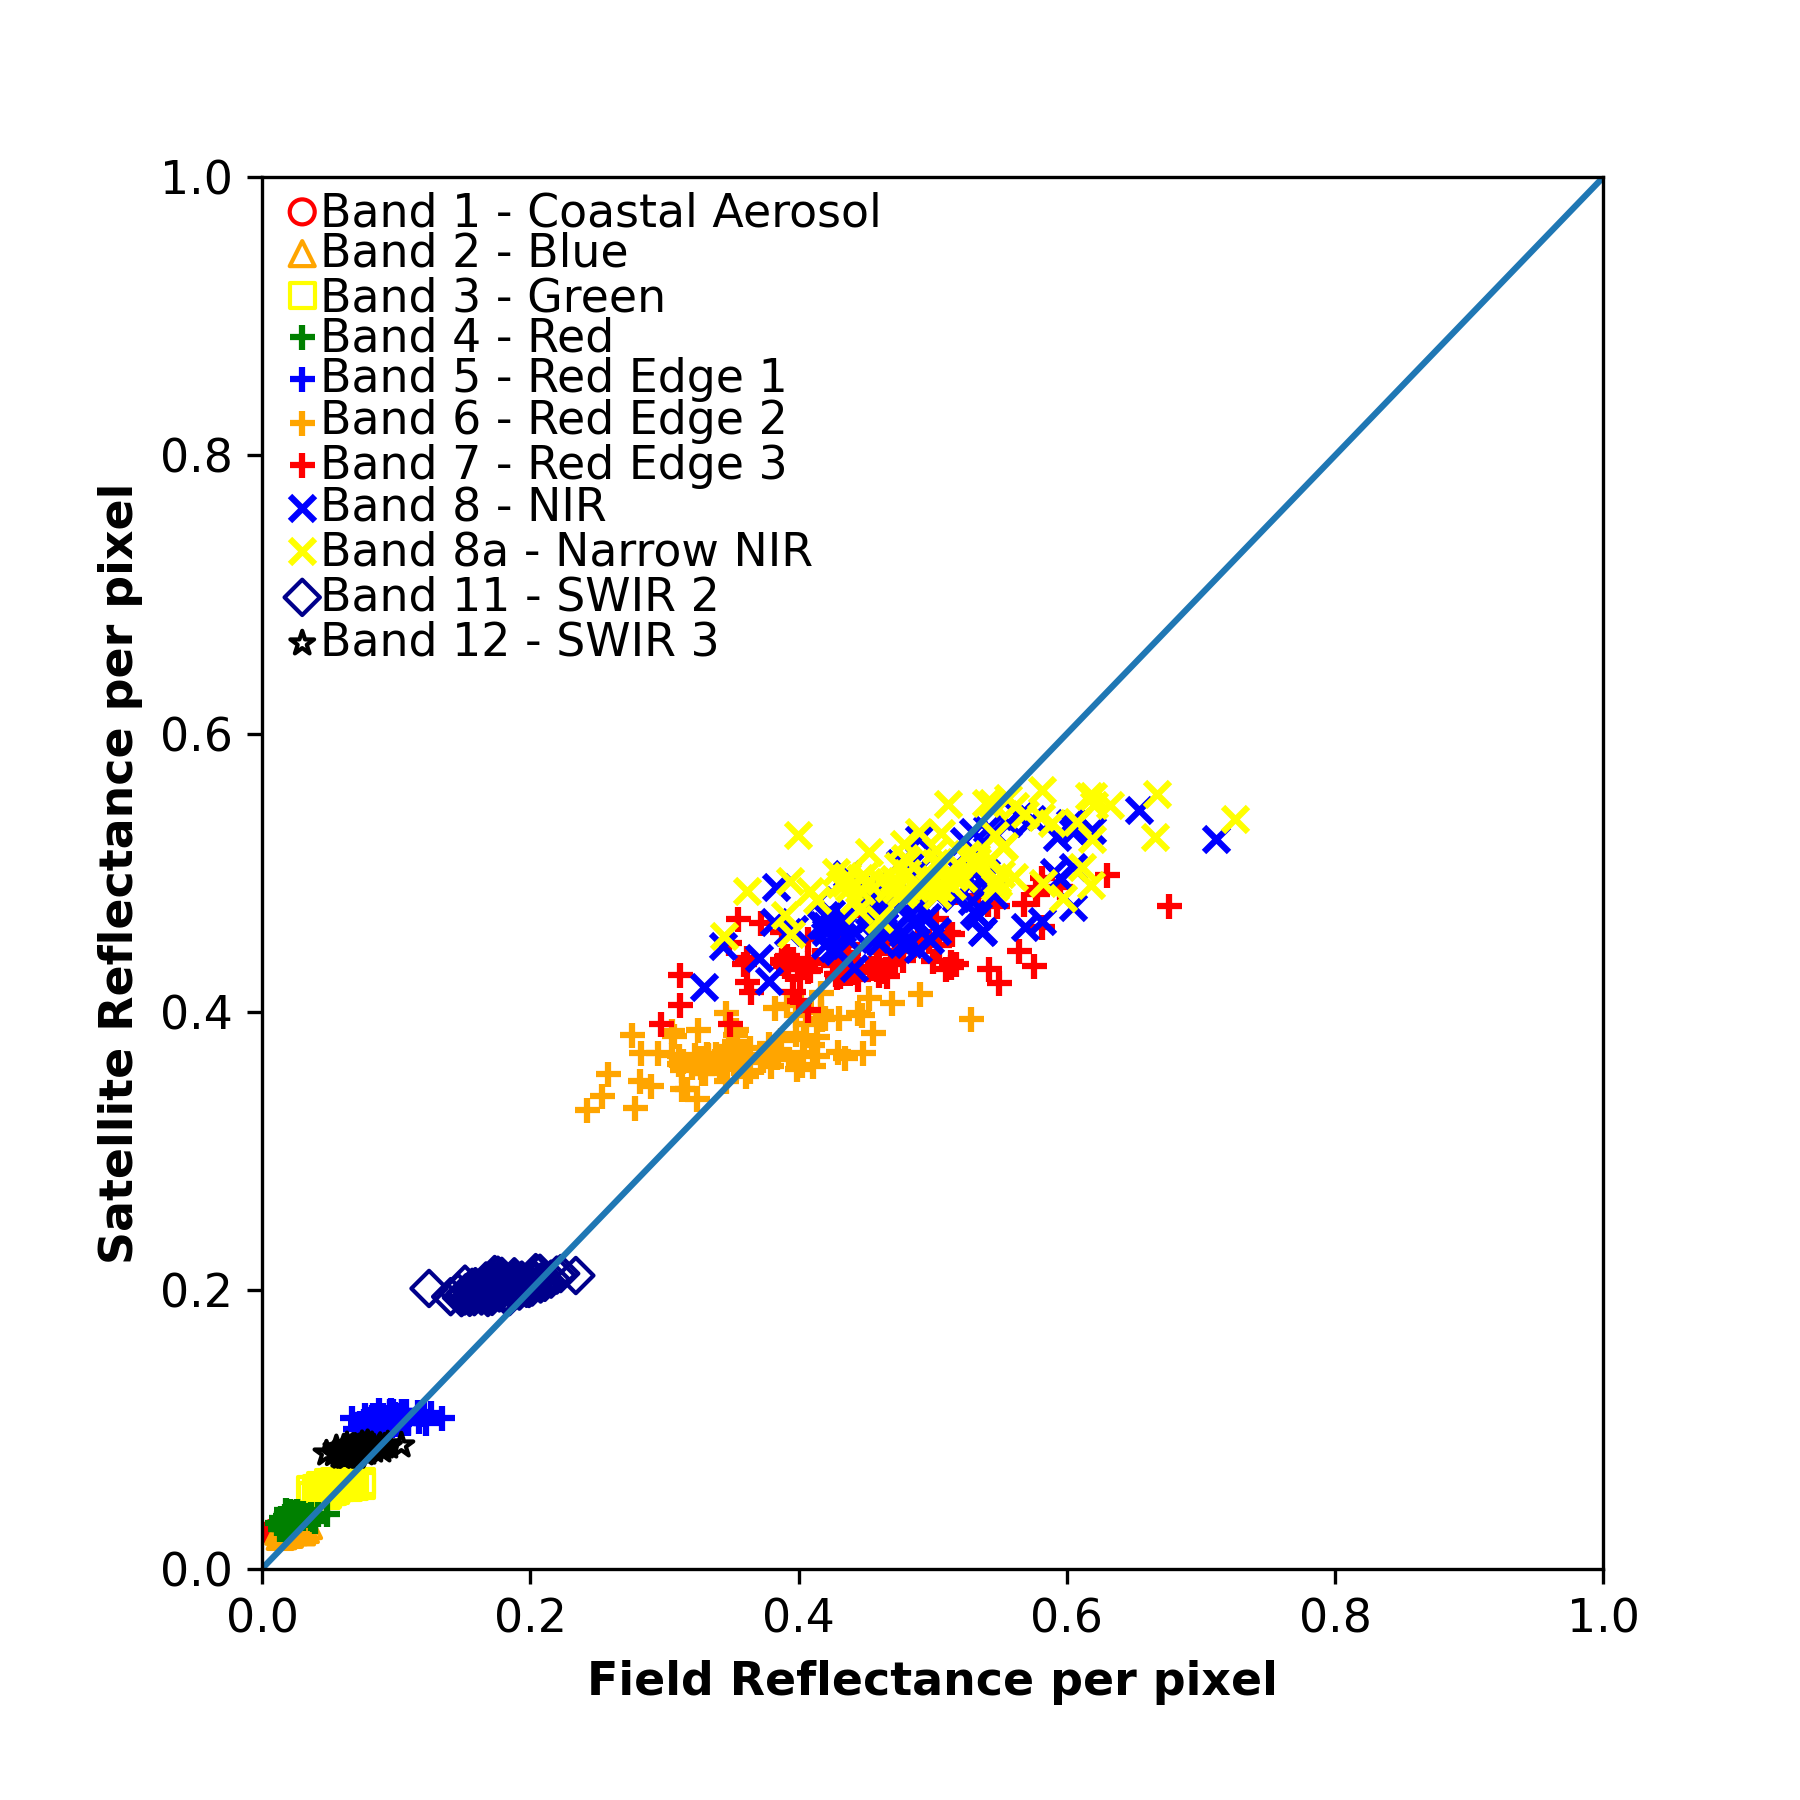 1.0
Band 1 - Coastal Aerosol
Band 2 - Blue
Band 3 - Green
Band 4 - Red
Band 5 - Red Edge 1
Band 6 - Red Edge 2
Band 7 - Red Edge 3
Band 8 - NIR
Band 8a - Narrow NIR
Band 11 - SWIR 2
Band 12 - SWIR 3
0.8
0.6
0.4
0.2
0.0
Satellite Reflectance per pixel
0.0 0.2 0.4 0.6 0.8 1.0
Field Reflectance per pixel